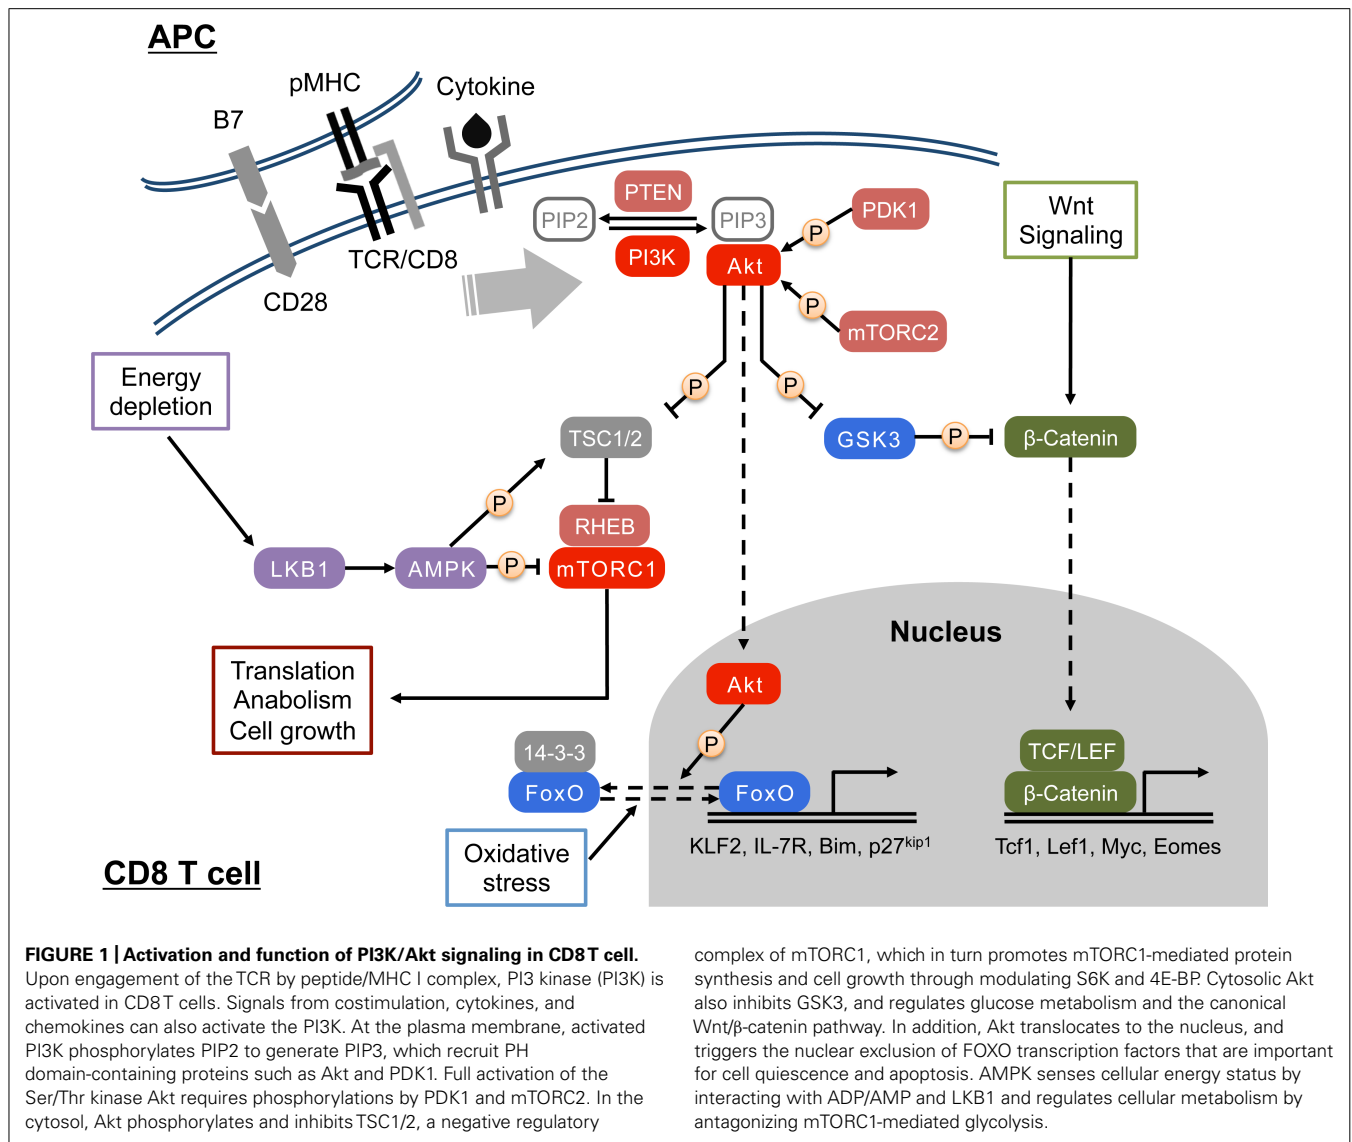 APC
pMHC
Cytokine
B7
TCR/CD8
CD28
PIP2
PTEN
PI3K
PIP3
Akt
P
PDK1
P
mTORC2
Wnt
Signaling
Energy
depletion
P
P
TSC1/2
GSK3
P
β-Catenin
P
RHEB
LKB1
AMPK
P
mTORC1
Nucleus
Translation
Anabolism
Cell growth
Akt
P
14-3-3
FoxO
FoxO
TCF/LEF
β-Catenin
KLF2, IL-7R, Bim, p27kip1
Tcf1, Lef1, Myc, Eomes
Oxidative
stress
CD8 T cell
FIGURE 1 | Activation and function of PI3K/Akt signaling in CD8 T cell.
Upon engagement of the TCR by peptide/MHC I complex, PI3 kinase (PI3K) is
activated in CD8 T cells. Signals from costimulation, cytokines, and
chemokines can also activate the PI3K. At the plasma membrane, activated
PI3K phosphorylates PIP2 to generate PIP3, which recruit PH
domain-containing proteins such as Akt and PDK1. Full activation of the
Ser/Thr kinase Akt requires phosphorylations by PDK1 and mTORC2. In the
cytosol, Akt phosphorylates and inhibits TSC1/2, a negative regulatory
complex of mTORC1, which in turn promotes mTORC1-mediated protein
synthesis and cell growth through modulating S6K and 4E-BP. Cytosolic Akt
also inhibits GSK3, and regulates glucose metabolism and the canonical
Wnt/β-catenin pathway. In addition, Akt translocates to the nucleus, and
triggers the nuclear exclusion of FOXO transcription factors that are important
for cell quiescence and apoptosis. AMPK senses cellular energy status by
interacting with ADP/AMP and LKB1 and regulates cellular metabolism by
antagonizing mTORC1-mediated glycolysis.